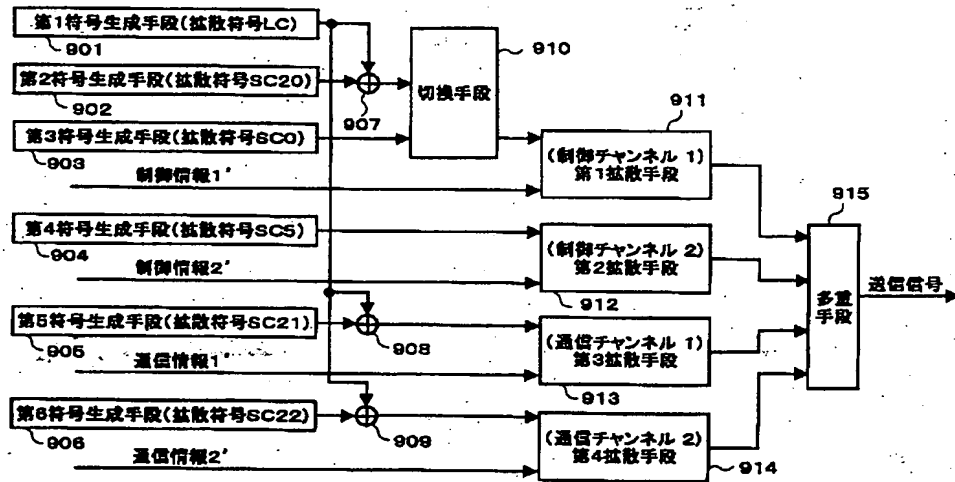 第1符号生成手段(拡散符号LC)
901
910
第2符号生成手段(拡散符号SC20)
902
907
切換手段
911
第3符号生成手段(拡散符号SC0)
903
(制御チャンネル 1)
第1拡散手段
制御情報1'
915
第4符号生成手段(拡散符号SC5)
904
(制御チャンネル 2)
第2拡散手段
制御情報2'
912
多重
手段
送信信号
第5符号生成手段(拡散符号SC21)
905
908
(通信チャンネル 1)
第3拡散手段
通信情報1'
913
第6符号生成手段(拡散符号SC22)
906
909
(通信チャンネル 2)
第4拡散手段
通信情報2'
914